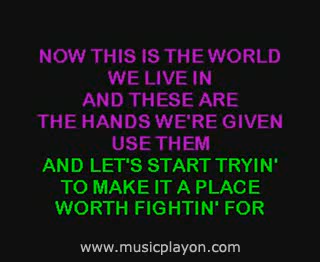 NOW THIS IS THE WORLD
WE LIVE IN
AND THESE ARE
THE HANDS WE'RE GIVEN
USE THEM
AND LET'S START TRYIN'
TO MAKE IT A PLACE
WORTH FIGHTIN' FOR
www.musicplayon.com